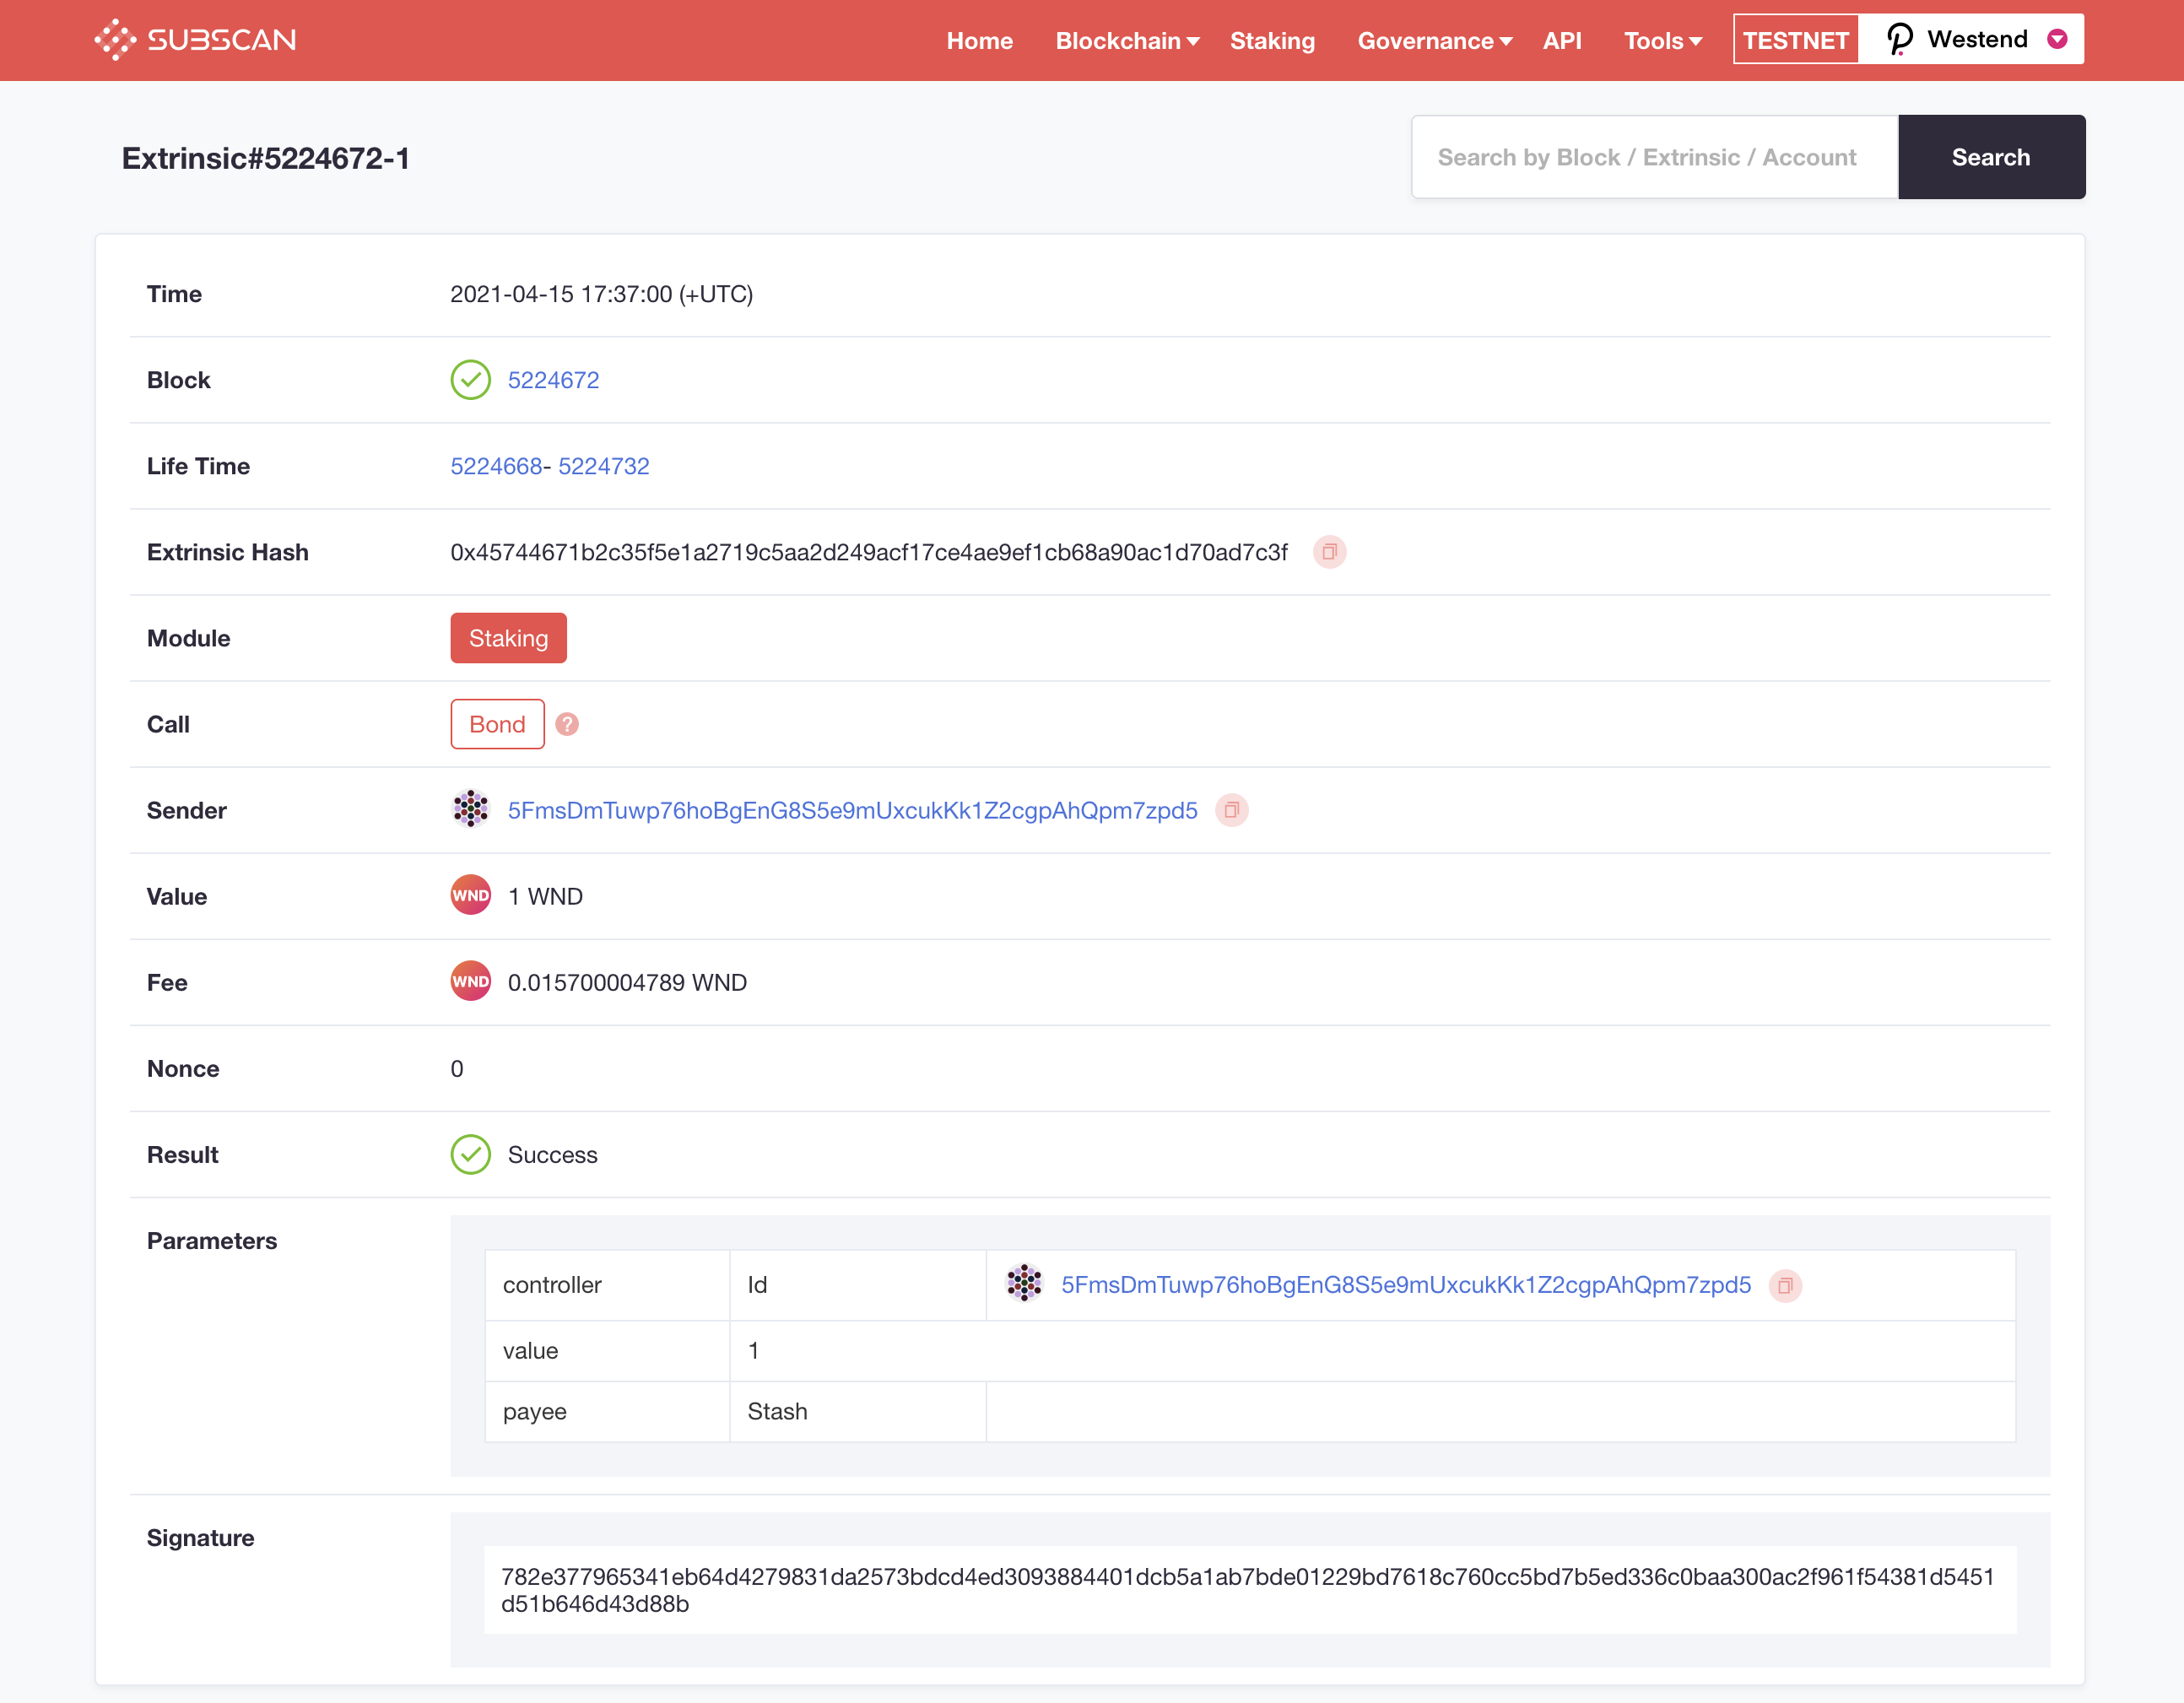 SUBSCAN
Home Blockchain Staking Governance API Tools TESTNET Westend
Extrinsic#5224672-1
Search by Block / Extrinsic / Account Search
Time 2021-04-15 17:37:00 (+UTC)
Block 5224672
Life Time 5224668- 5224732
Extrinsic Hash 0x45744671b2c35f5e1a2719c5aa2d249acf17ce4ae9ef1cb68a90ac1d70ad7c3f
Module Staking
Call Bond ?
Sender 5FmsDmTuwp76hoBgEnG8S5e9mUxcukKk1Z2cgpAhQpm7zpd5
Value WND 1 WND
Fee WND 0.015700004789 WND
Nonce 0
Result Success
Parameters
controller Id 5FmsDmTuwp76hoBgEnG8S5e9mUxcukKk1Z2cgpAhQpm7zpd5
value 1
payee Stash
Signature
782e377965341eb64d4279831da2573bdcd4ed3093884401dcb5a1ab7bde01229bd7618c760cc5bd7b5ed336c0baa300ac2f961f54381d5451
d51b646d43d88b